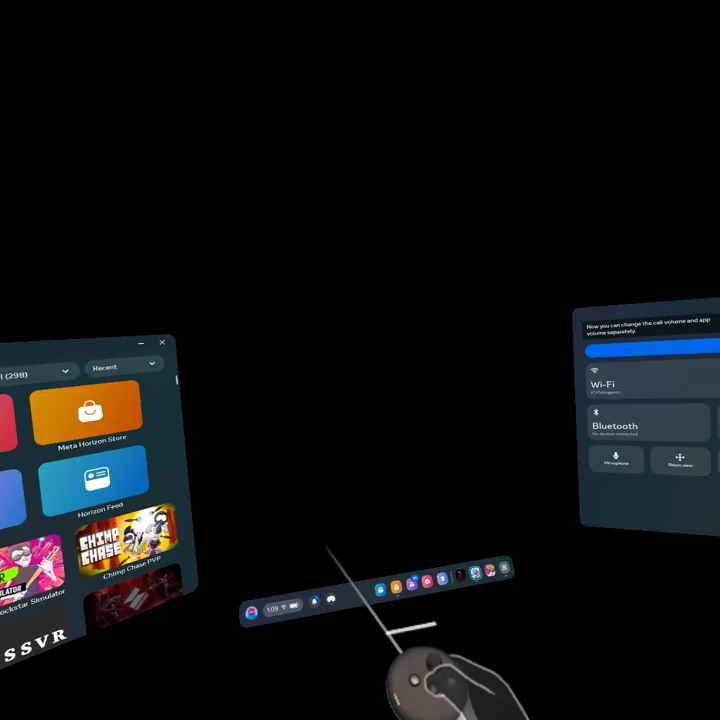 (298)
Recent
Meta Horizon Store
Horizon Feed
CHIMP
CHASE
Chimp Chase PVP
ockstar Simulator
SSVR
1:09
Now you can change the call volume and app
volume separately.
Wi-Fi
Bluetooth
No devices connected
Microphone
Reset view